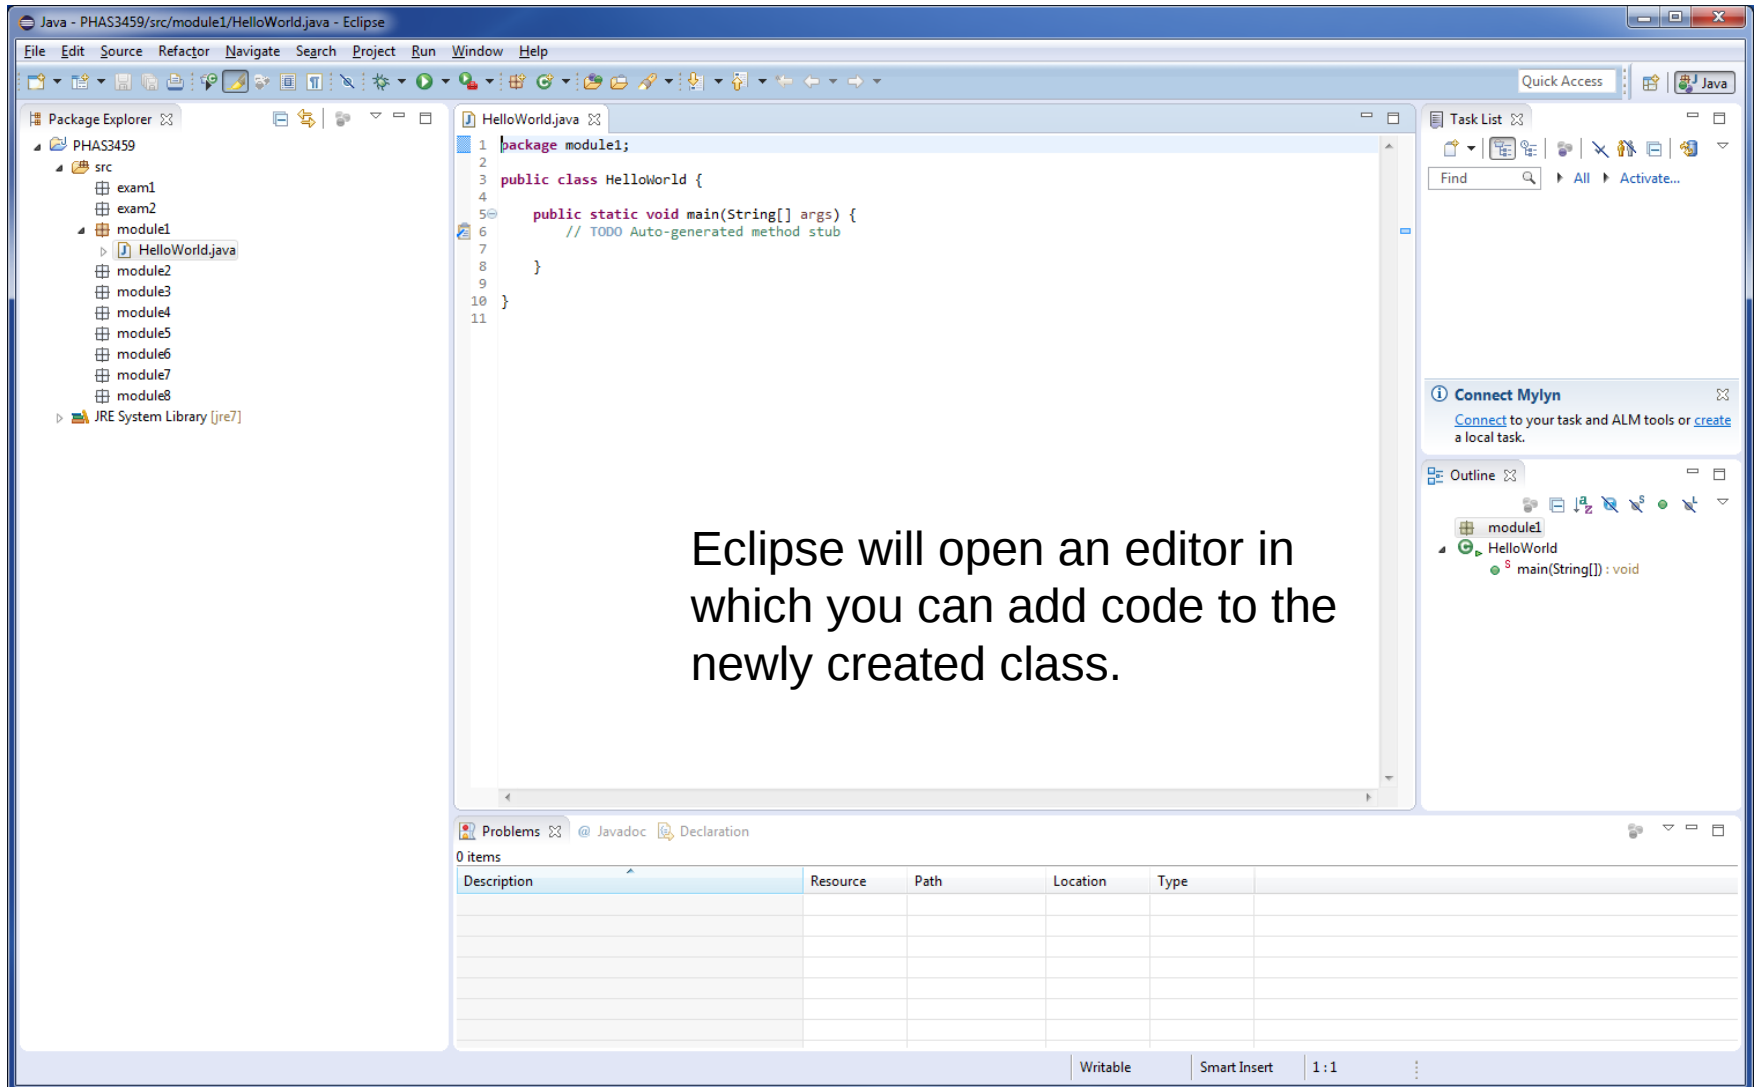 Java - PHAS3459/src/module1/HelloWorld.java - Eclipse
File Edit Source Refactor Navigate Search Project Run Window Help
Quick Access
Java
Package Explorer
PHAS3459
src
exam1
exam2
module1
HelloWorld.java
module2
module3
module4
module5
module6
module7
module8
JRE System Library [jre7]
HelloWorld.java
1 package module1;
2
3 public class HelloWorld {
4
5 public static void main(String[] args) {
6 // TODO Auto-generated method stub
7
8 }
9
10 }
11
Eclipse will open an editor in
which you can add code to the
newly created class.
Task List
Find All Activate...
Connect Mylyn
Connect to your task and ALM tools or create
a local task.
Outline
module1
HelloWorld
main(String[]) : void
Problems @ Javadoc Declaration
0 items
Description Resource Path Location Type
Writable Smart Insert 1 : 1